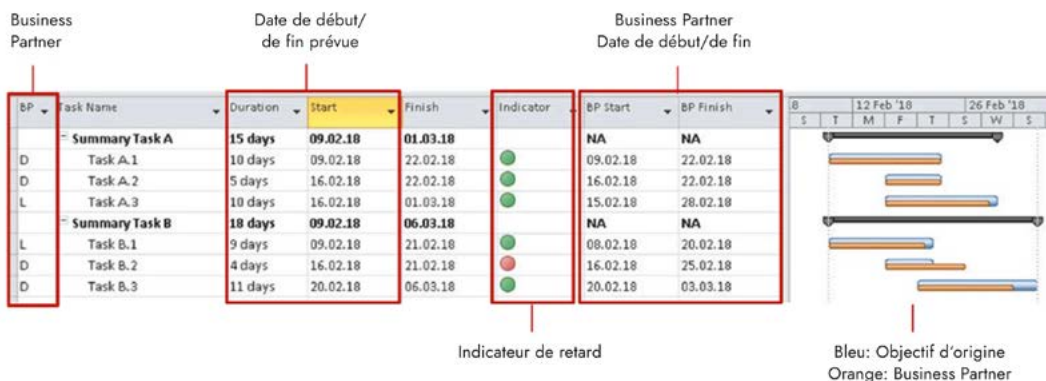 Business
Partner
Date de début/
de fin prévue
Business Partner
Date de début/de fin
BP Task Name Duration Start Finish Indicator BP Start BP Finish 8 12 Feb '18 26 Feb '18
S T M F T S W S
Summary Task A 15 days 09.02.18 01.03.18 NA NA
D Task A.1 10 days 09.02.18 22.02.18 09.02.18 22.02.18
D Task A.2 5 days 16.02.18 22.02.18 16.02.18 22.02.18
L Task A.3 10 days 16.02.18 01.03.18 15.02.18 28.02.18
Summary Task B 18 days 09.02.18 06.03.18 NA NA
L Task B.1 9 days 09.02.18 21.02.18 08.02.18 20.02.18
D Task B.2 4 days 16.02.18 21.02.18 16.02.18 25.02.18
D Task B.3 11 days 20.02.18 06.03.18 20.02.18 03.03.18
Indicateur de retard
Bleu: Objectif d'origine
Orange: Business Partner